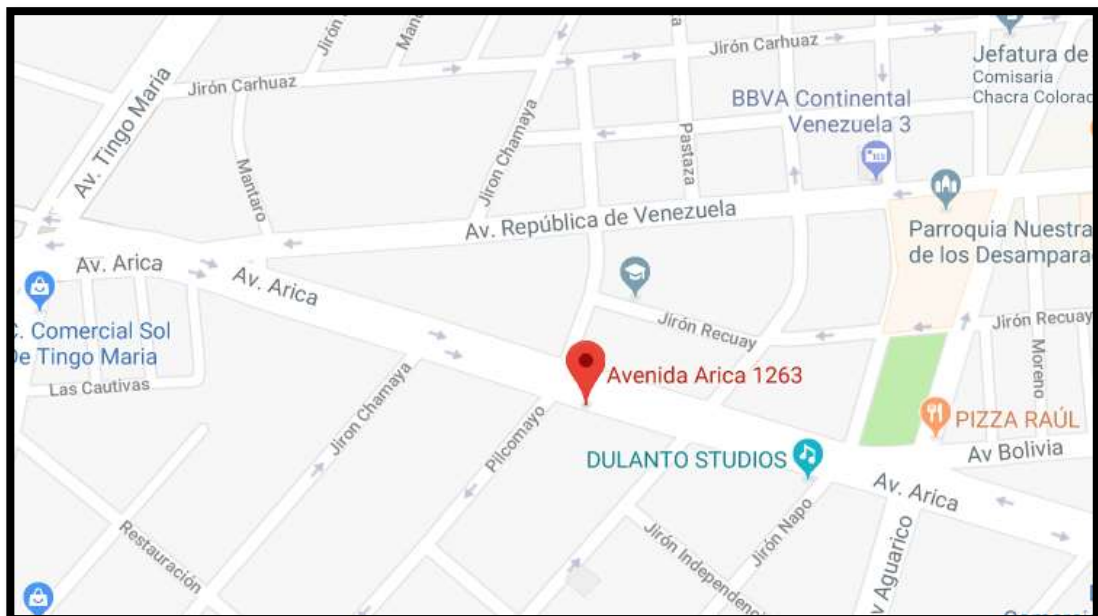 Jirón
Jirón Carhuaz
Jefatura de
Comisaria
Chacra Colorad
Av. Tingo Maria
Jirón Carhuaz
BBVA Continental
Venezuela 3
Jiron Chamaya
Pastaza
Mantaro
Av. República de Venezuela
Parroquia Nuestra
de los Desampara
Av. Arica
Av. Arica
C. Comercial Sol
De Tingo Maria
Jirón Recuay
Jirón Recuay
Moreno
Las Cautivas
Avenida Arica 1263
Jiron Chamaya
Pilcomayo
PIZZA RAÚL
DULANTO STUDIOS
Av Bolivia
Av. Arica
Restauración
Jirón Independenci
Jirón Napo
Av Aguarico